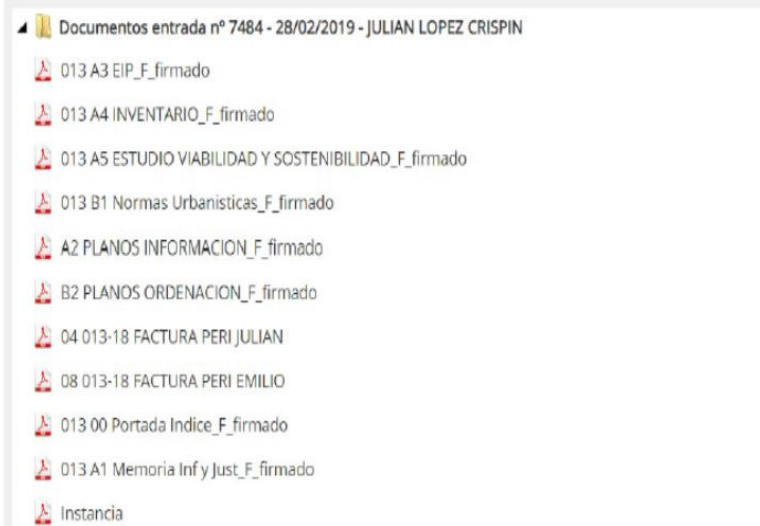 Documentos entrada nº 7484 - 28/02/2019 - JULIAN LOPEZ CRISPIN
013 A3 EIP_F_firmado
013 A4 INVENTARIO_F_firmado
013 A5 ESTUDIO VIABILIDAD Y SOSTENIBILIDAD_F_firmado
013 B1 Normas Urbanisticas_F_firmado
A2 PLANOS INFORMACION_F_firmado
B2 PLANOS ORDENACION_F_firmado
04 013-18 FACTURA PERI JULIAN
08 013-18 FACTURA PERI EMILIO
013 00 Portada Indice_F_firmado
013 A1 Memoria Inf y Just_F_firmado
Instancia